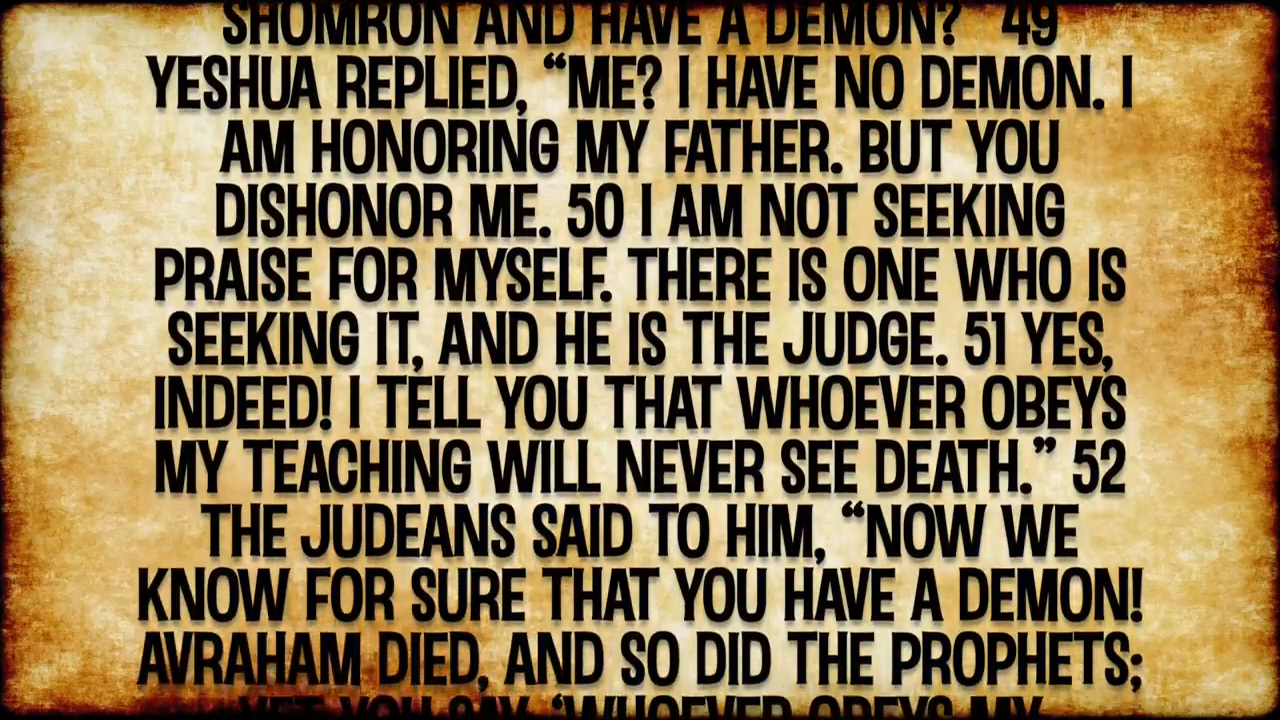 SHOMRON AND HAVE A DEMON?” 49
YESHUA REPLIED, “ME? I HAVE NO DEMON. I
AM HONORING MY FATHER. BUT YOU
DISHONOR ME. 50 I AM NOT SEEKING
PRAISE FOR MYSELF. THERE IS ONE WHO IS
SEEKING IT, AND HE IS THE JUDGE. 51 YES,
INDEED! I TELL YOU THAT WHOEVER OBEYS
MY TEACHING WILL NEVER SEE DEATH.” 52
THE JUDEANS SAID TO HIM, “NOW WE
KNOW FOR SURE THAT YOU HAVE A DEMON!
AVRAHAM DIED, AND SO DID THE PROPHETS;
YET YOU SAY, ‘WHOEVER OBEYS MY